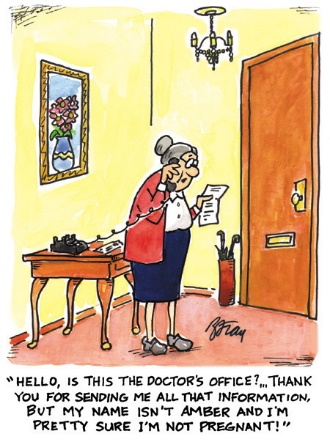 "HELLO, IS THIS THE DOCTOR'S OFFICE?... THANK
YOU FOR SENDING ME ALL THAT INFORMATION,
BUT MY NAME ISN'T AMBER AND I'M
PRETTY SURE I'M NOT PREGNANT!"